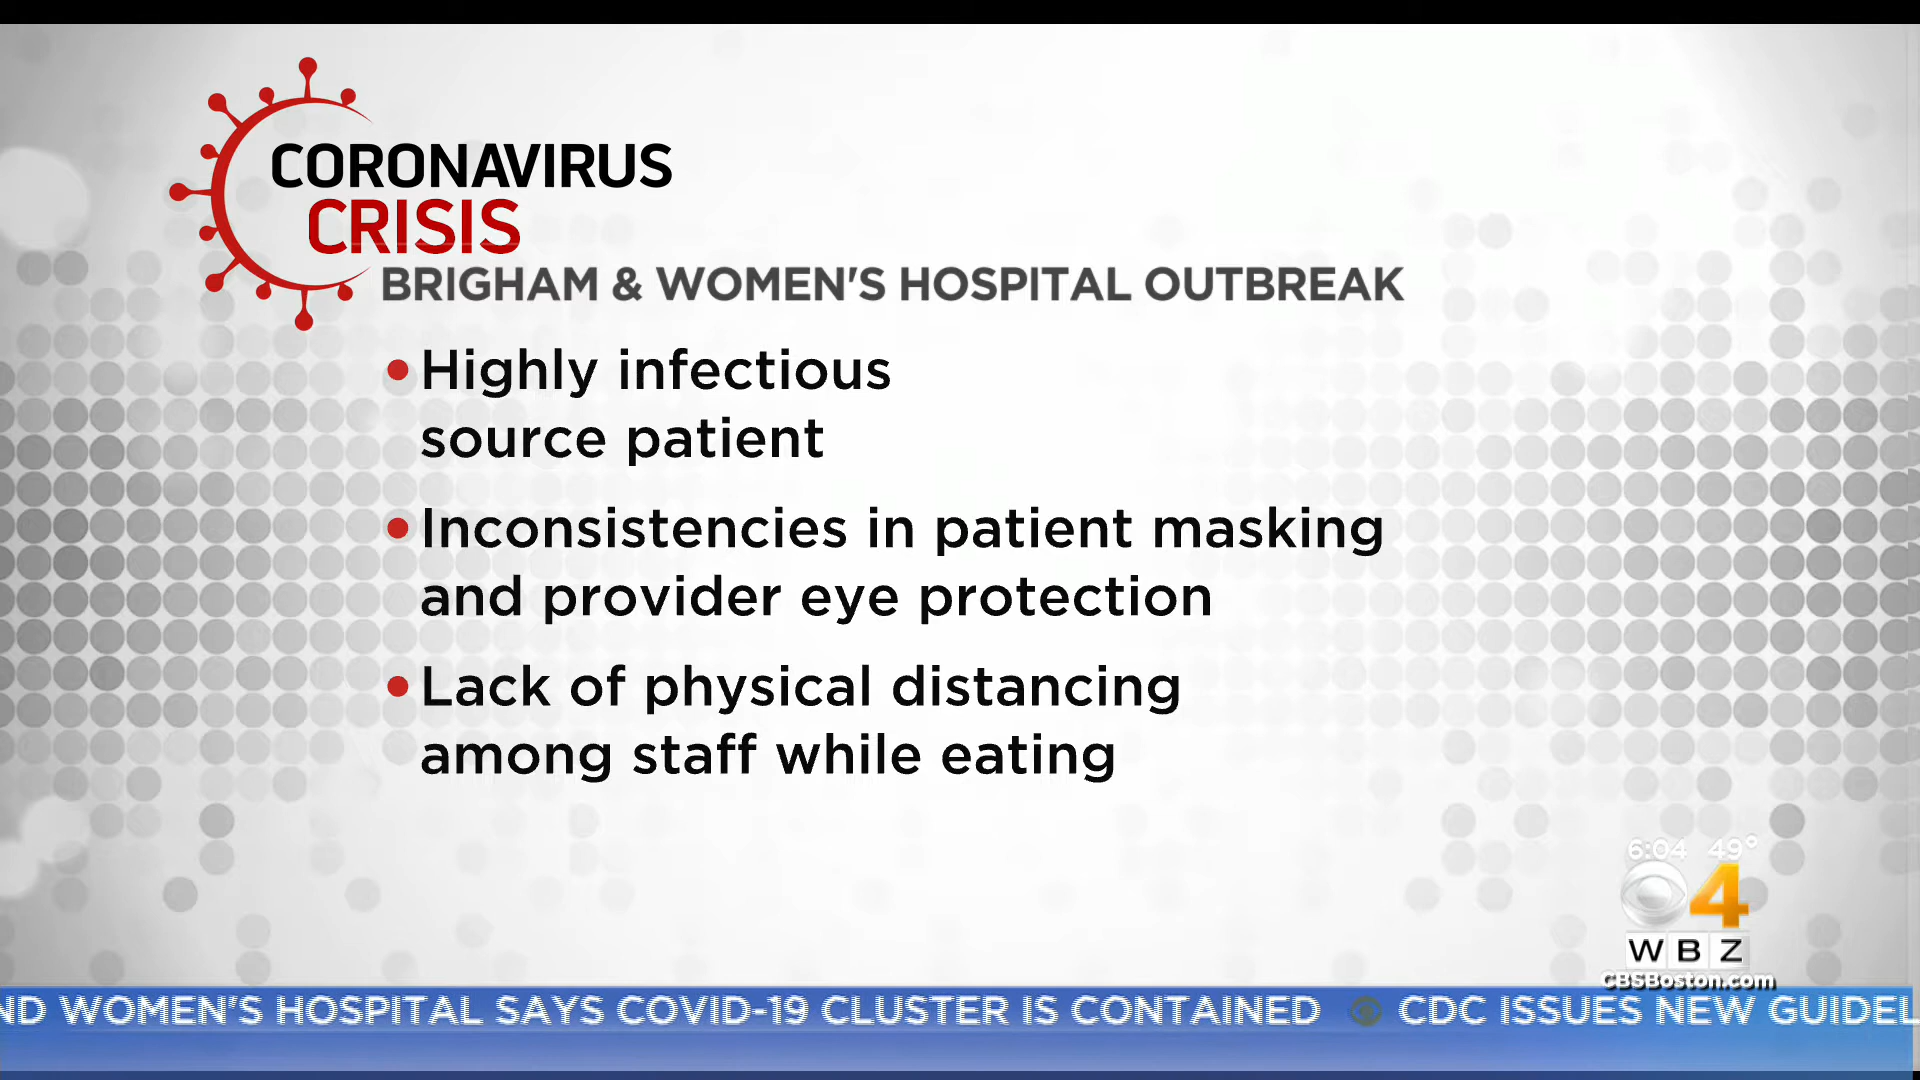 CORONAVIRUS
CRISIS
BRIGHAM & WOMEN'S HOSPITAL OUTBREAK
•Highly infectious
source patient
•Inconsistencies in patient masking
and provider eye protection
•Lack of physical distancing
among staff while eating
6:04 49°
4
WBZ
CBSBoston.com
ND WOMEN'S HOSPITAL SAYS COVID-19 CLUSTER IS CONTAINED CDC ISSUES NEW GUIDEL